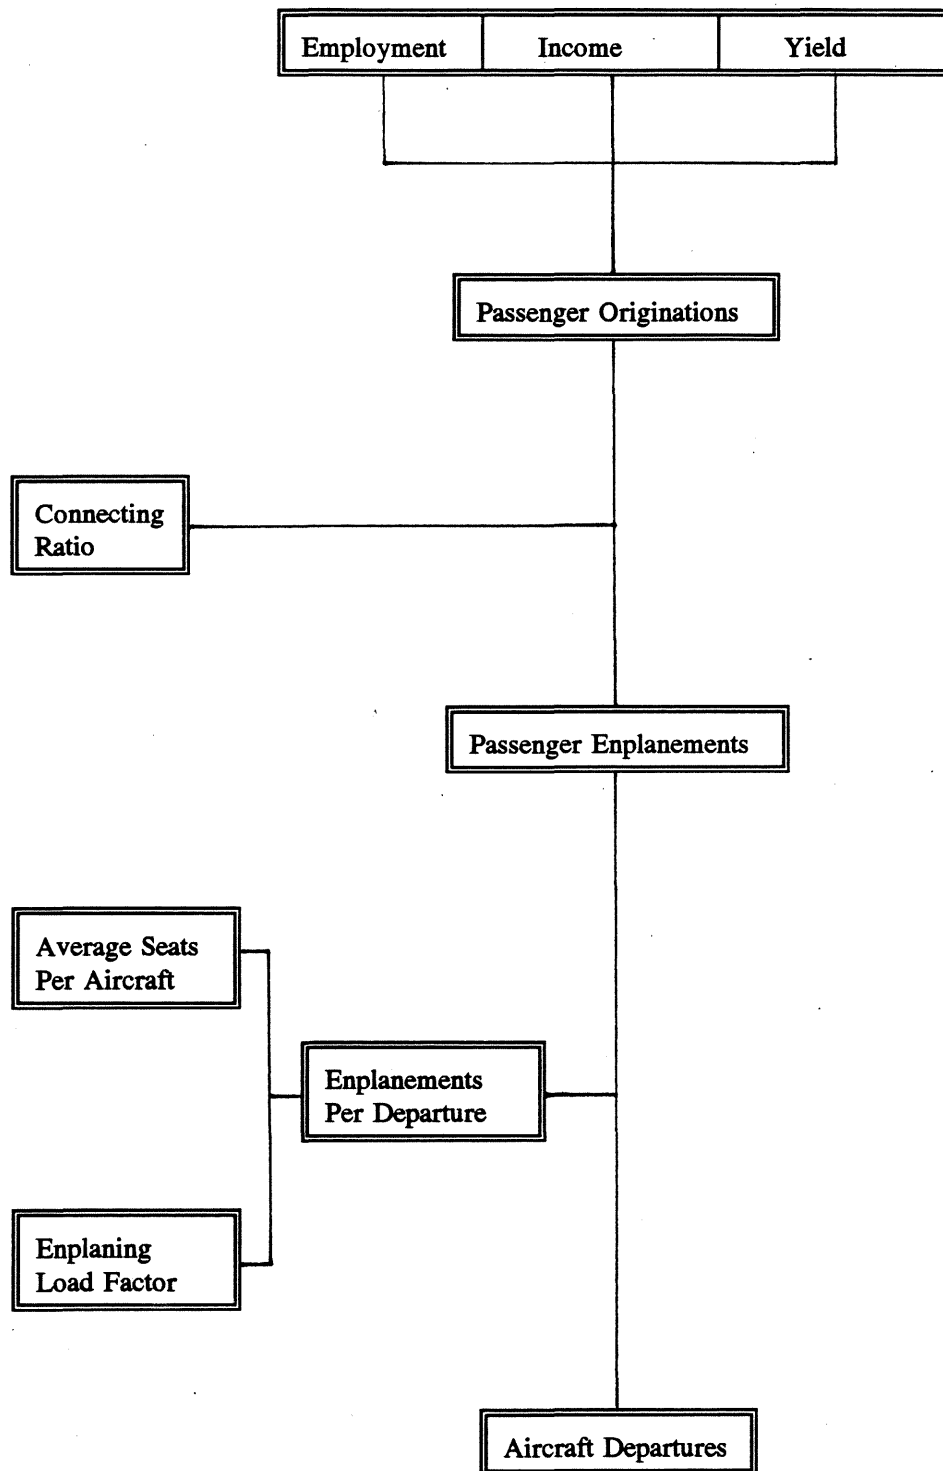 Employment Income Yield
Passenger Originations
Connecting
Ratio
Passenger Enplanements
Average Seats
Per Aircraft
Enplanements
Per Departure
Enplaning
Load Factor
Aircraft Departures